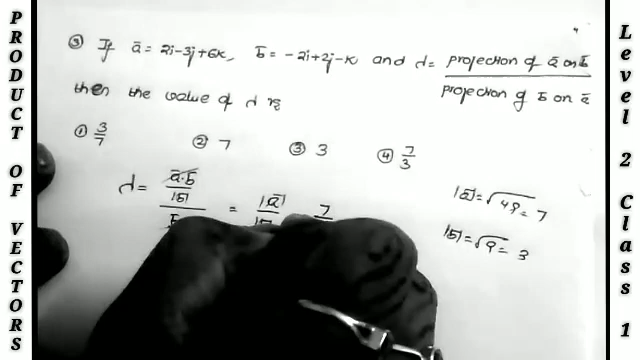 PRODUCT OF VECTORS
③ If a̅ = 2i-3j+6k, b̅ = -2i+2j-k and λ = projection of a̅ on b̅
projection of b̅ on a̅
then the value of λ is
① 3/7 ② 7 ③ 3 ④ 7/3
λ = a̅·b̅ / |b̅| = |a̅| 7
|a̅| = √49 = 7
|b̅| = √9 = 3
Level 2 Class 1